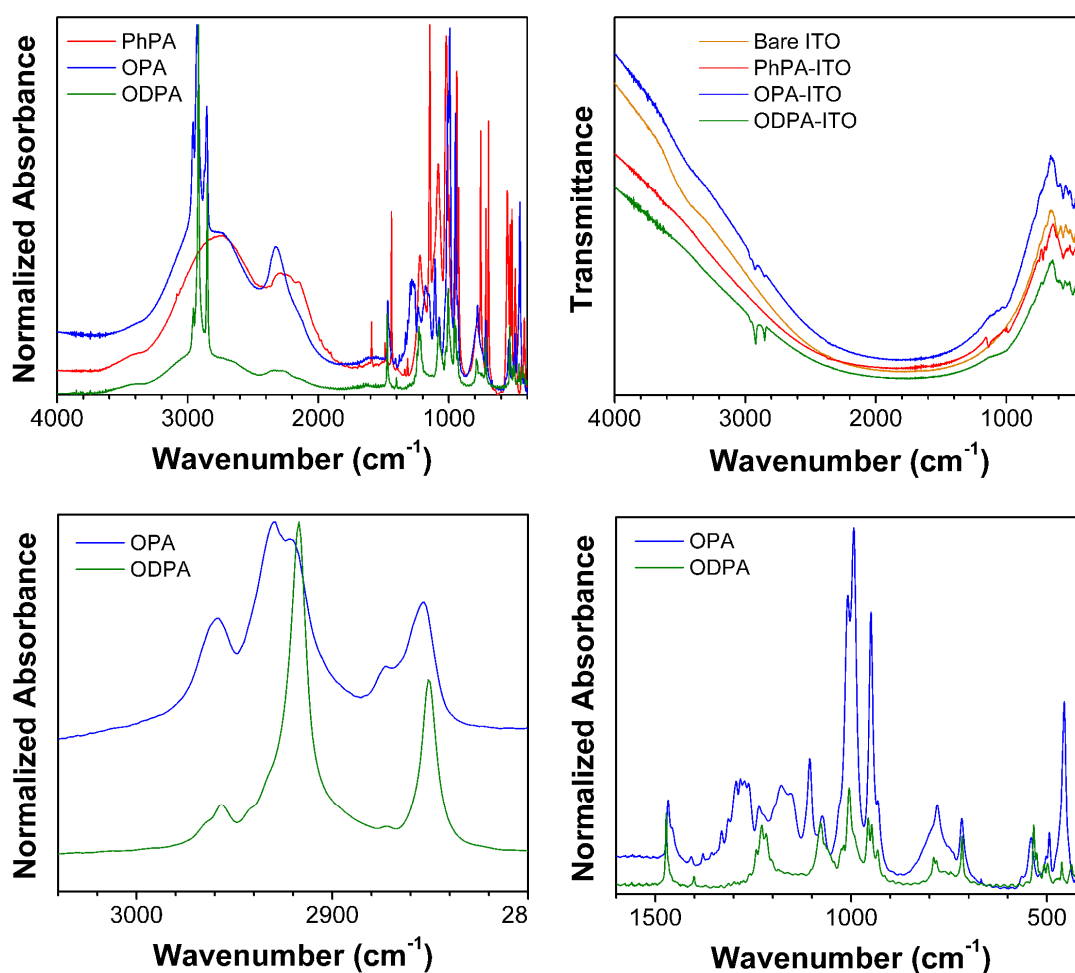 Normalized Absorbance
PhPA
OPA
ODPA
4000 3000 2000 1000
Wavenumber (cm-1)
Transmittance
Bare ITO
PhPA-ITO
OPA-ITO
ODPA-ITO
4000 3000 2000 1000
Wavenumber (cm-1)
Normalized Absorbance
OPA
ODPA
3000 2900 28
Wavenumber (cm-1)
Normalized Absorbance
OPA
ODPA
1500 1000 500
Wavenumber (cm-1)